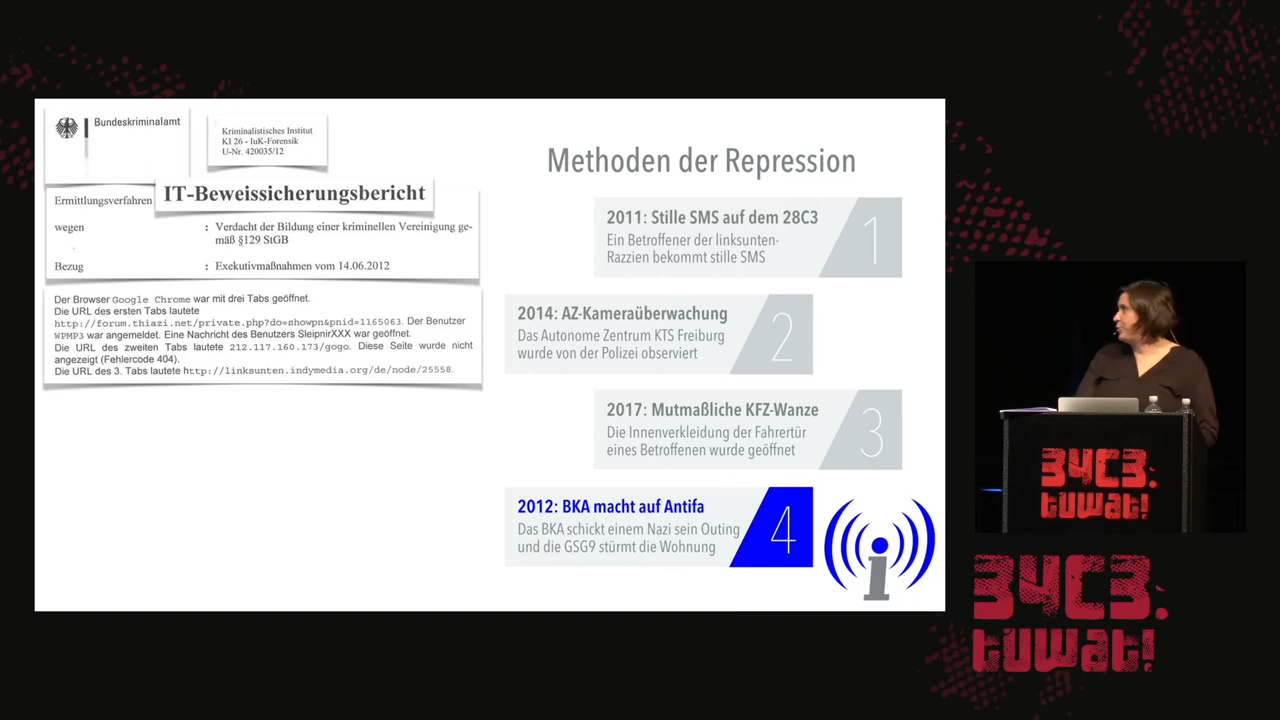 Bundeskriminalamt
Kriminalistisches Institut
KI 26 - IuK-Forensik
U-Nr. 420035/12
IT-Beweissicherungsbericht
Ermittlungsverfahren
wegen : Verdacht der Bildung einer kriminellen Vereinigung ge-
mäß §129 StGB
Bezug : Exekutivmaßnahmen vom 14.06.2012
Der Browser Google Chrome war mit drei Tabs geöffnet.
Die URL des ersten Tabs lautete
http://forum.thiazi.net/private.php?do=showpn&pnid=1165063. Der Benutzer
WPMP3 war angemeldet. Eine Nachricht des Benutzers SleipnirXXX war geöffnet.
Die URL des zweiten Tabs lautete 212.117.160.173/gogo. Diese Seite wurde nicht
angezeigt (Fehlercode 404).
Die URL des 3. Tabs lautete http://linksunten.indymedia.org/de/node/25558.
Methoden der Repression
2011: Stille SMS auf dem 28C3
Ein Betroffener der linksunten-
Razzien bekommt stille SMS
1
2014: AZ-Kameraüberwachung
Das Autonome Zentrum KTS Freiburg
wurde von der Polizei observiert
2
2017: Mutmaßliche KFZ-Wanze
Die Innenverkleidung der Fahrertür
eines Betroffenen wurde geöffnet
3
2012: BKA macht auf Antifa
Das BKA schickt einem Nazi sein Outing
und die GSG9 stürmt die Wohnung
4
i
34C3.
tuwat!
34C3.
tuwat!